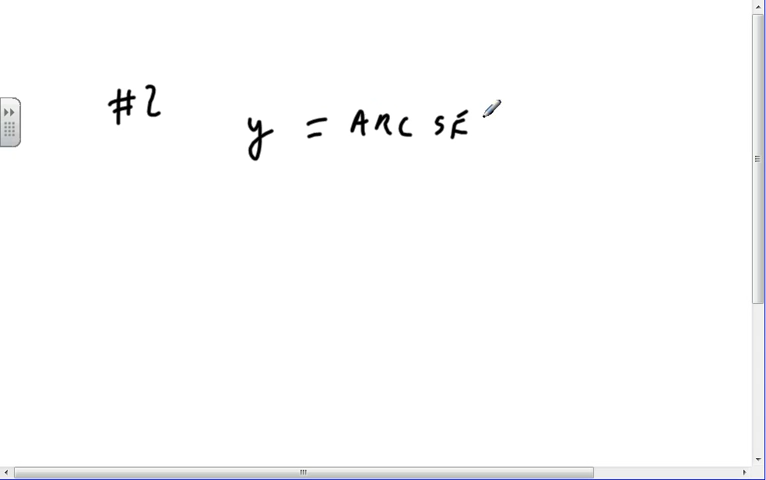 #2 y = ARC SE